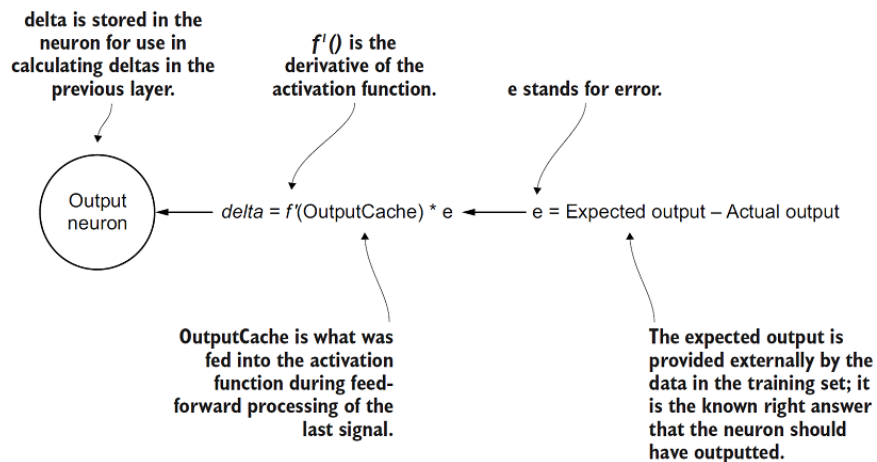 delta is stored in the
neuron for use in
calculating deltas in the
previous layer.
f'() is the
derivative of the
activation function.
e stands for error.
Output
neuron
delta = f'(OutputCache) * e
e = Expected output – Actual output
OutputCache is what was
fed into the activation
function during feed-
forward processing of the
last signal.
The expected output is
provided externally by the
data in the training set; it
is the known right answer
that the neuron should
have outputted.